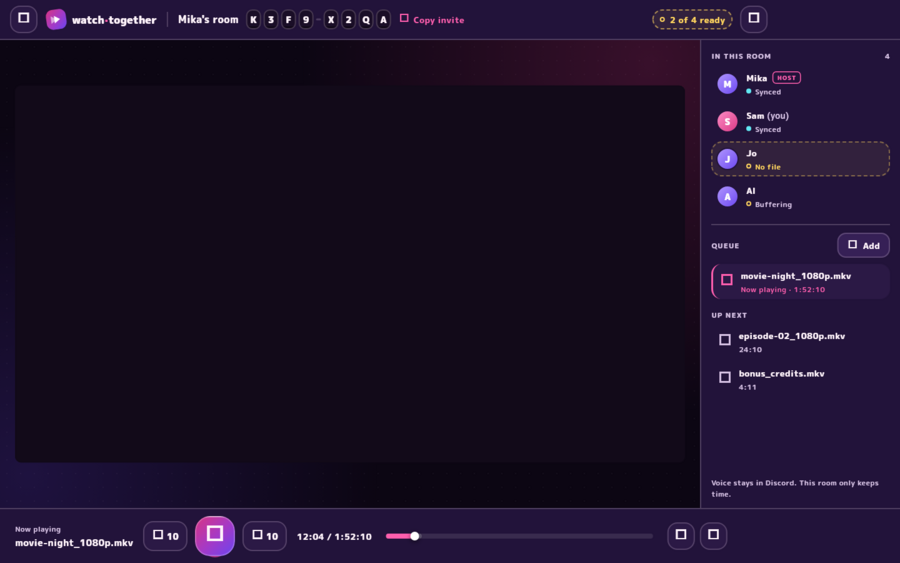 watch·together
Mika's room
K 3 F 9 - X 2 Q A
Copy invite
2 of 4 ready
IN THIS ROOM
4
M
Mika
HOST
Synced
S
Sam (you)
Synced
J
Jo
No file
A
Al
Buffering
QUEUE
Add
movie-night_1080p.mkv
Now playing · 1:52:10
UP NEXT
episode-02_1080p.mkv
24:10
bonus_credits.mkv
4:11
Voice stays in Discord. This room only keeps
time.
Now playing
movie-night_1080p.mkv
10
10
12:04 / 1:52:10